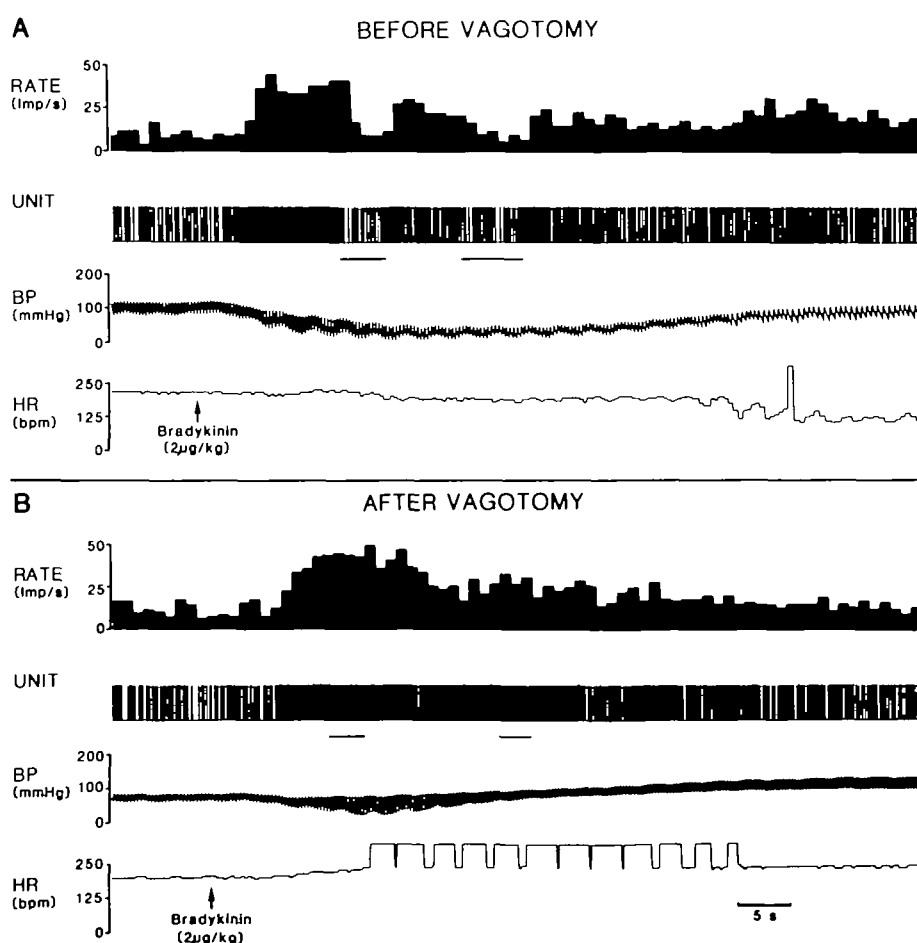 A
BEFORE VAGOTOMY
RATE
(Imp/s)
50
25
0
UNIT
BP
(mmHg)
200
100
0
HR
(bpm)
250
125
0
Bradykinin
(2µg/kg)
B
AFTER VAGOTOMY
RATE
(Imp/s)
50
25
0
UNIT
BP
(mmHg)
200
100
0
HR
(bpm)
250
125
0
Bradykinin
(2µg/kg)
5 s